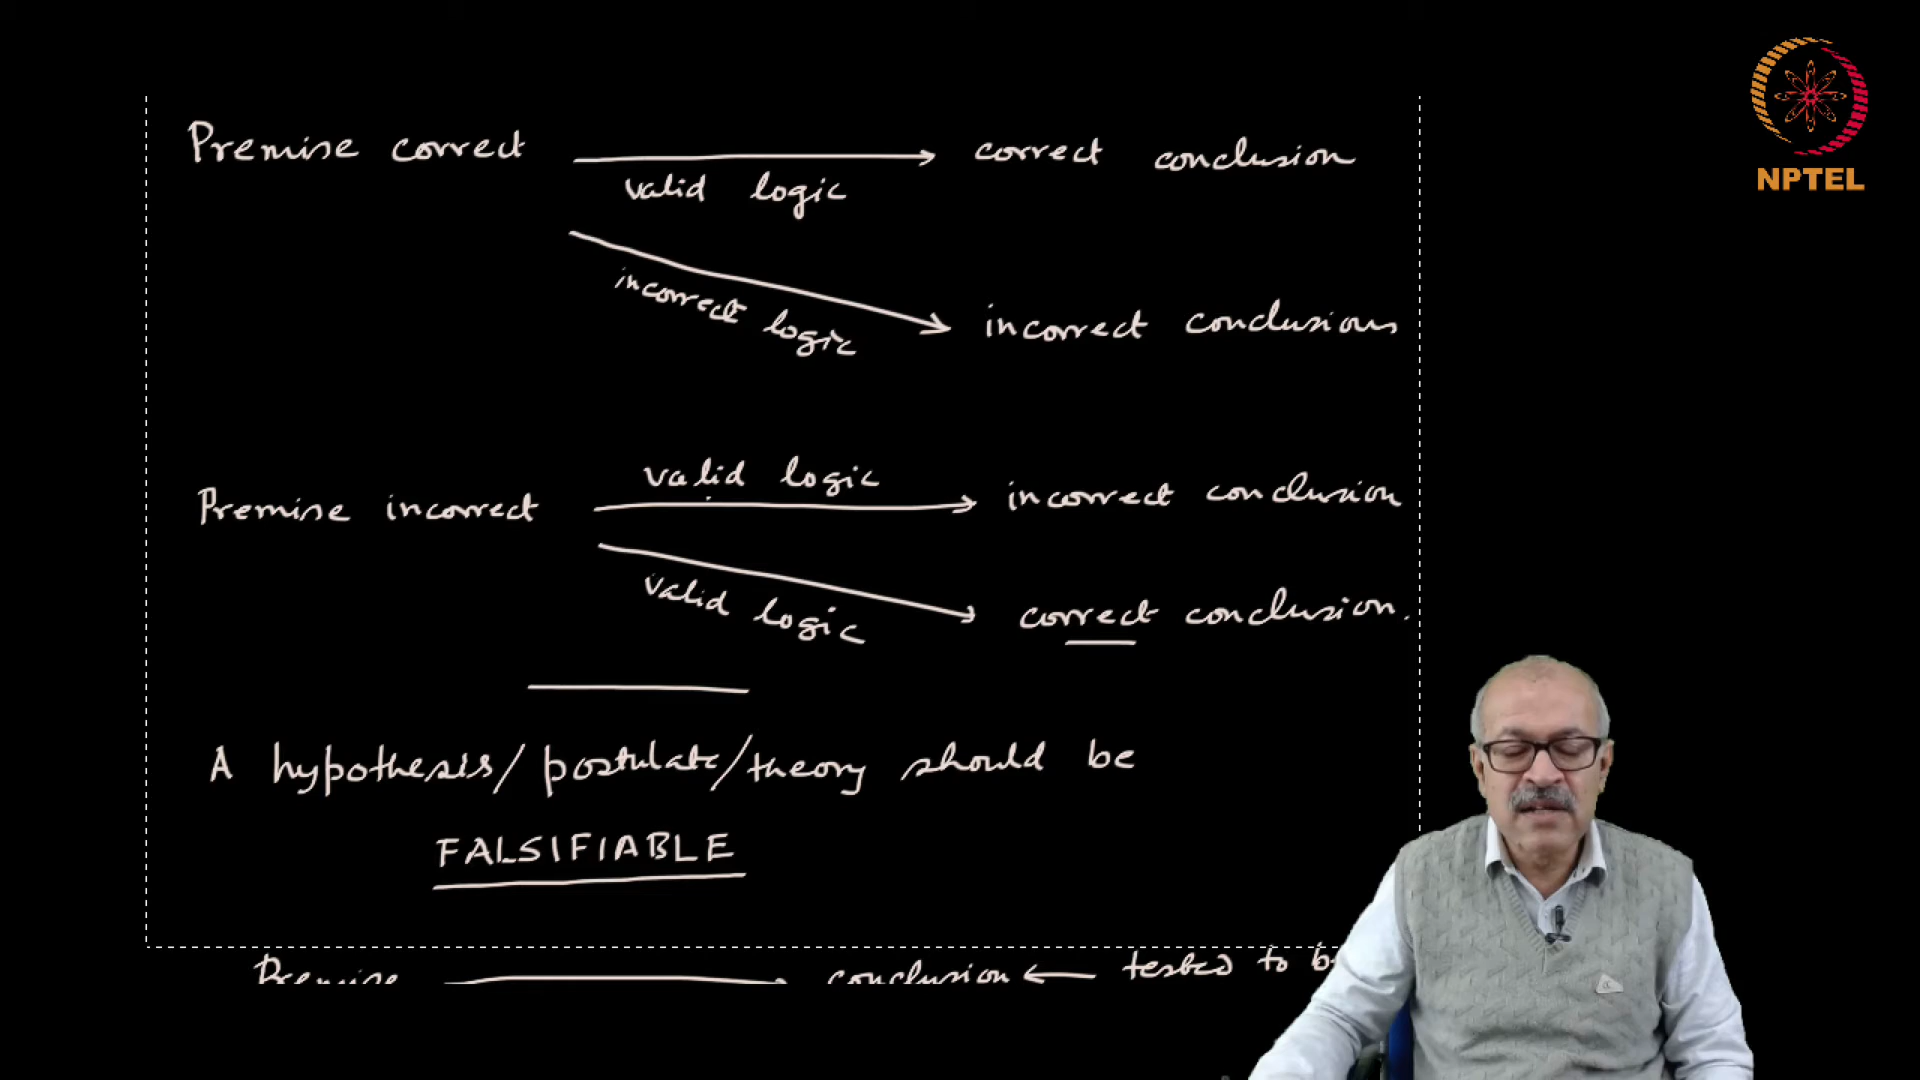 Premise correct
valid logic
correct conclusion
incorrect logic
incorrect conclusions
Premise incorrect
valid logic
incorrect conclusion
valid logic
correct conclusion.
A hypothesis/postulate/theory should be
FALSIFIABLE
Premise
conclusion
tested to
NPTEL